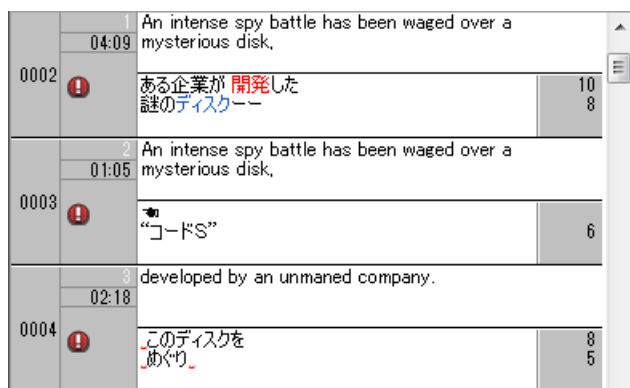 1 An intense spy battle has been waged over a
04:09 mysterious disk,
0002
ある企業が 開発した 10
謎のディスクーー 8
2 An intense spy battle has been waged over a
01:05 mysterious disk,
0003
“コードS” 6
3 developed by an unmaned company.
02:18
0004
このディスクを 8
めぐり 5